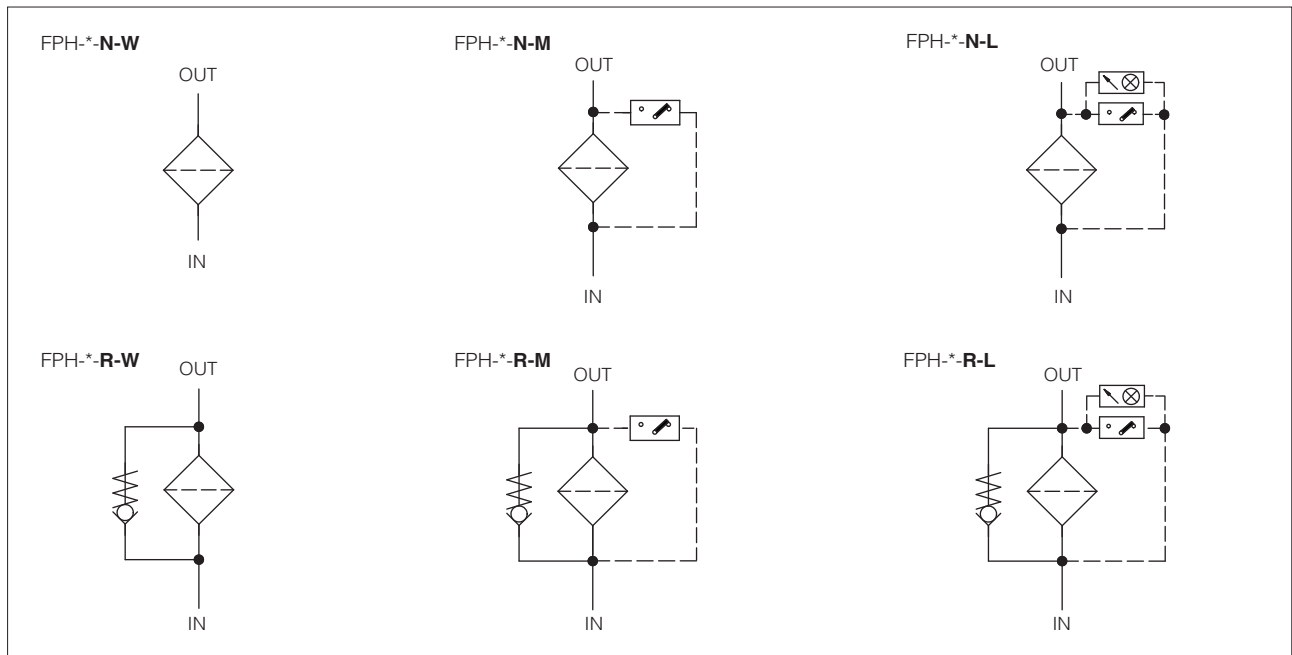 FPH-*-N-W
OUT
IN
FPH-*-N-M
OUT
IN
FPH-*-N-L
OUT
IN
FPH-*-R-W
OUT
IN
FPH-*-R-M
OUT
IN
FPH-*-R-L
OUT
IN